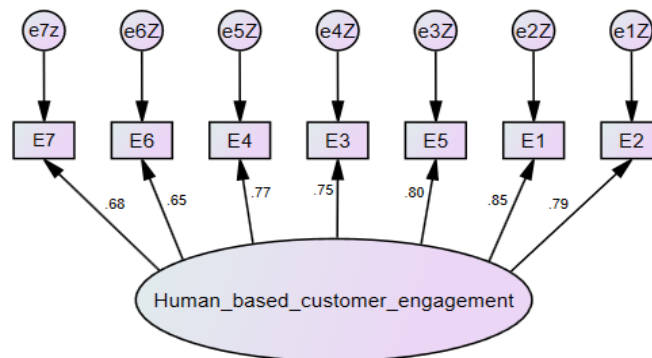 e7z e6Z e5Z e4Z e3Z e2Z e1Z
E7 E6 E4 E3 E5 E1 E2
.68 .65 .77 .75 .80 .85 .79
Human_based_customer_engagement